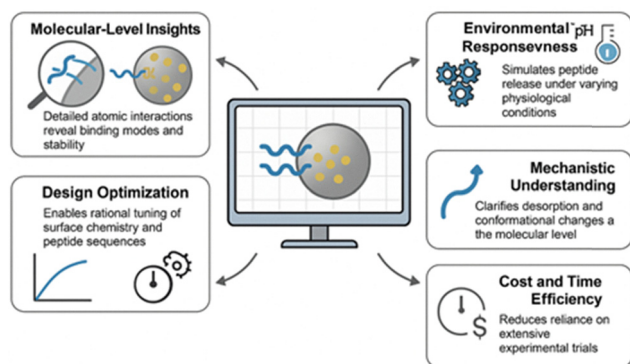 Molecular-Level Insights
Detailed atomic interactions
reveal binding modes and
stability
Design Optimization
Enables rational tuning of
surface chemistry and
peptide sequences
Environmental
pH
Responsevness
Simulates peptide
release under varying
physiological
conditions
Mechanistic
Understanding
Clarifies desorption and
conformational changes a
the molecular level
Cost and Time
Efficiency
$
Reduces reliance on
extensive
experimental trials